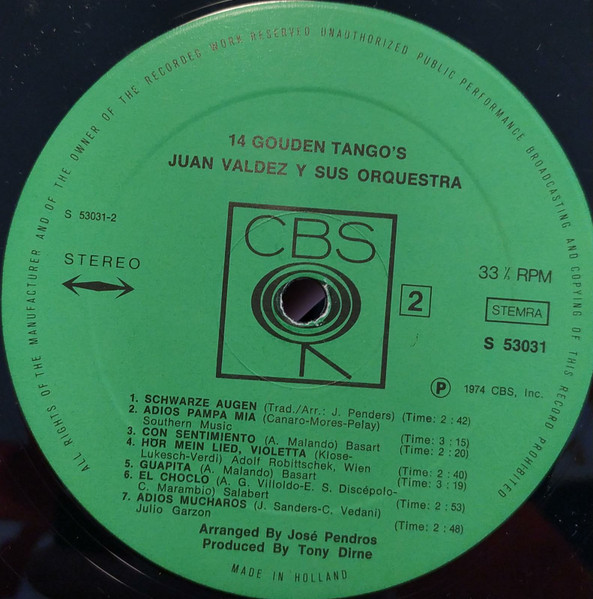 ALL RIGHTS OF THE MANUFACTURER AND OF THE OWNER OF THE RECORDED WORK RESERVED UNAUTHORIZED PUBLIC PERFORMANCE BROADCASTING AND COPYING OF THIS RECORD PROHIBITED
14 GOUDEN TANGO'S
JUAN VALDEZ Y SUS ORQUESTRA
S 53031-2
CBS
STEREO
33 ⅓ RPM
2
STEMRA
S 53031
Ⓟ 1974 CBS, Inc.
1. SCHWARZE AUGEN (Trad./Arr.: J. Penders) (Time: 2 : 42)
2. ADIOS PAMPA MIA (Canaro-Mores-Pelay)
Southern Music (Time: 3 : 15)
3. CON SENTIMIENTO (A. Malando) Basart (Time: 2 : 20)
4. HÖR MEIN LIED, VIOLETTA (Klose-
Lukesch-Verdi) Adolf Robittschek, Wien (Time: 2 : 40)
5. GUAPITA (A. Malando) Basart (Time: 3 : 19)
6. EL CHOCLO (A. G. Villoldo-E. S. Discépolo-
C. Marambio) Salabert (Time: 2 : 53)
7. ADIOS MUCHAROS (J. Sanders-C. Vedani)
Julio Garzon (Time: 2 : 48)
Arranged By José Pendros
Produced By Tony Dirne
MADE IN HOLLAND